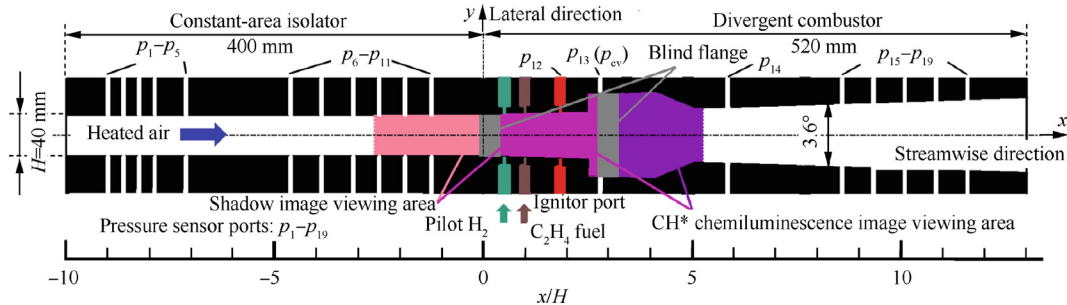 Constant-area isolator
y
Lateral direction
Divergent combustor
400 mm
520 mm
p1–p5
p6–p11
p12
p13 (pcv)
Blind flange
p14
p15–p19
H=40 mm
Heated air
3.6°
x
Streamwise direction
Shadow image viewing area
Ignitor port
Pressure sensor ports: p1–p19
Pilot H2
C2H4 fuel
CH* chemiluminescence image viewing area
−10
−5
0
5
10
x/H